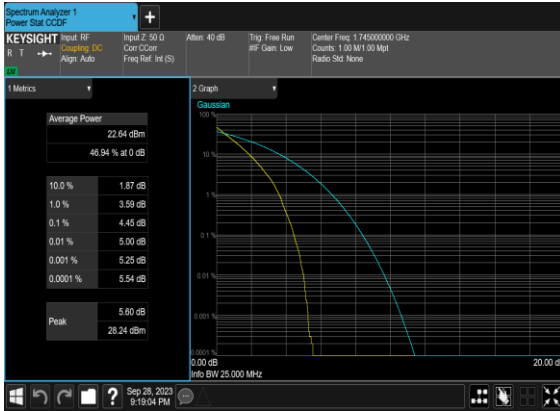 Spectrum Analyzer 1
Power Stat CCDF
+
KEYSIGHT
R T
LXI
Input: RF
Coupling: DC
Align: Auto
Input Z: 50 Ω
Corr CCorr
Freq Ref: Int (S)
Atten: 40 dB
Trig: Free Run
#IF Gain: Low
Center Freq: 1.745000000 GHz
Counts: 1.00 M/1.00 Mpt
Radio Std: None
1 Metrics
Average Power
22.64 dBm
46.94 % at 0 dB
10.0 % 1.87 dB
1.0 % 3.59 dB
0.1 % 4.45 dB
0.01 % 5.00 dB
0.001 % 5.25 dB
0.0001 % 5.54 dB
Peak
5.60 dB
28.24 dBm
2 Graph
Gaussian
100 %
10 %
1 %
0.1 %
0.01 %
0.001 %
0.0001 %
0.00 dB
20.00 d
Info BW 25.000 MHz
?
Sep 28, 2023
9:19:04 PM